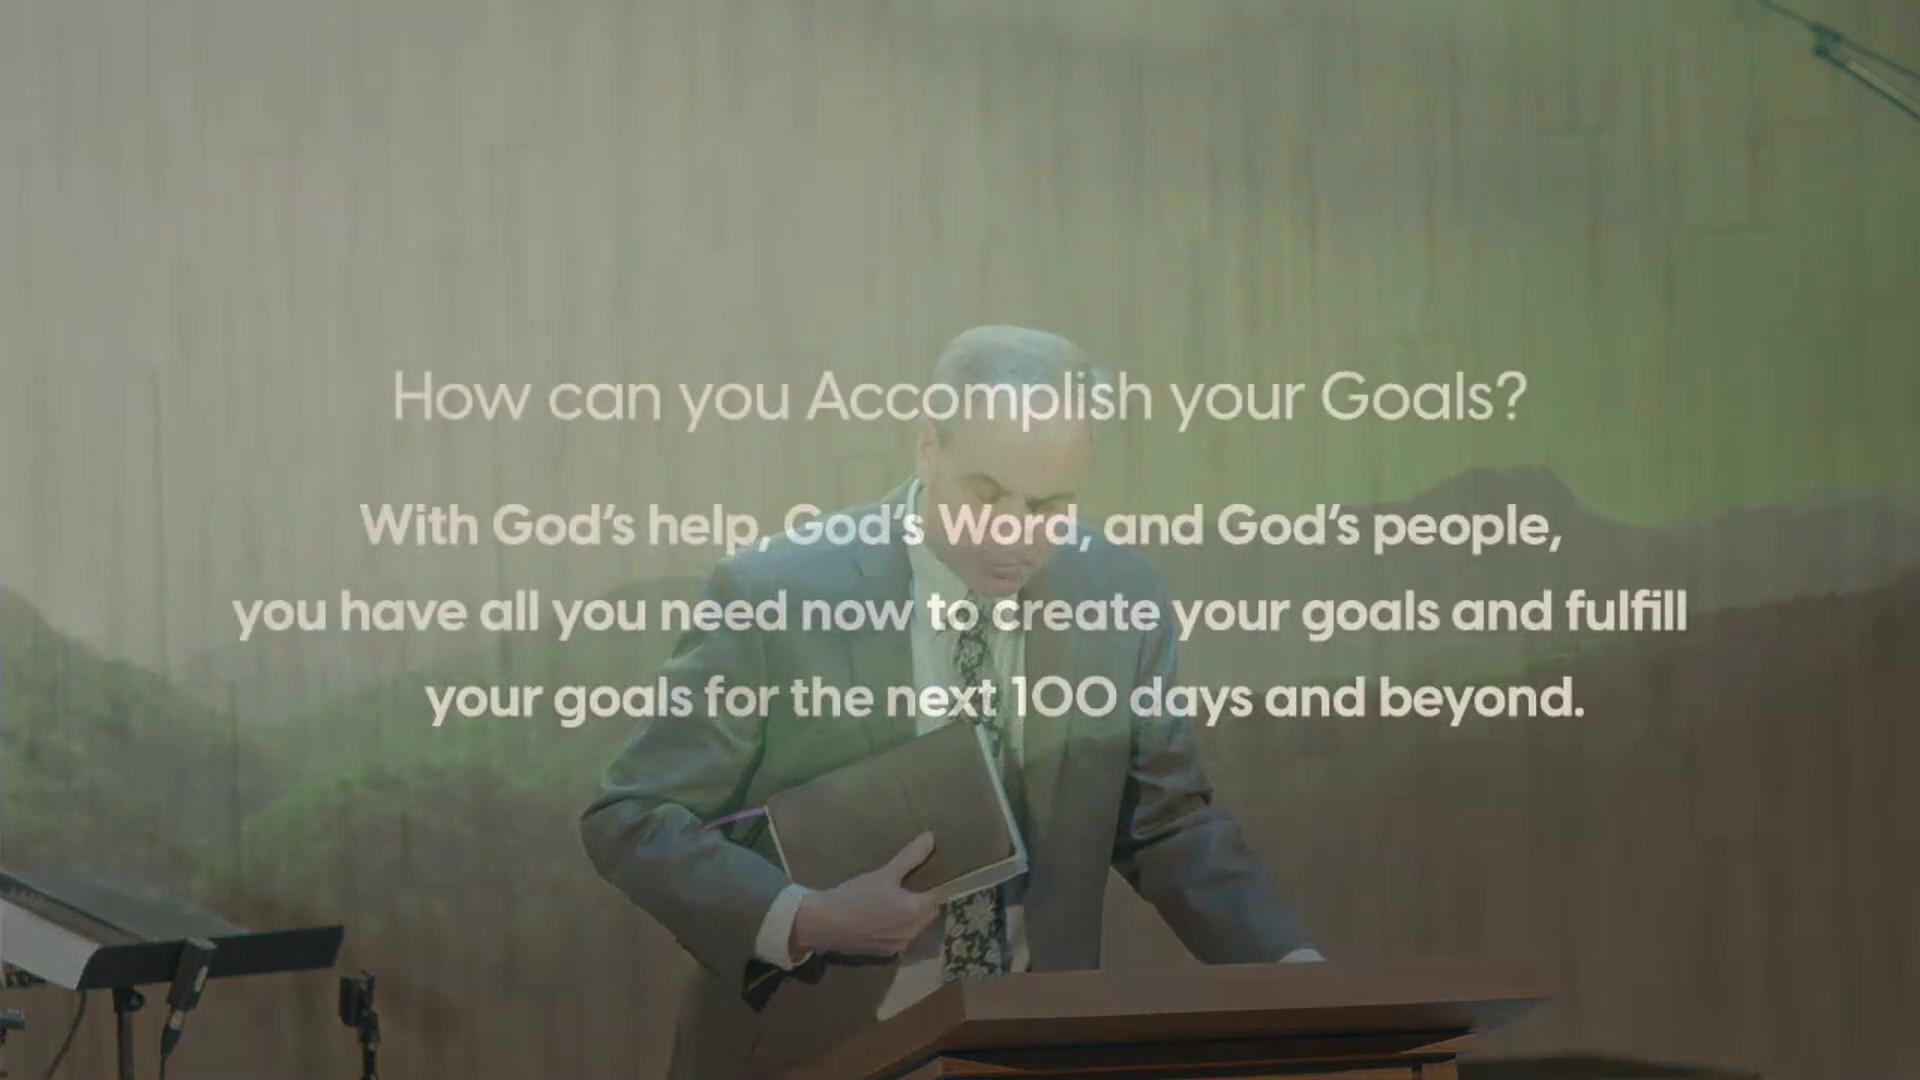 How can you Accomplish your Goals?
With God's help, God's Word, and God's people,
you have all you need now to create your goals and fulfill
your goals for the next 100 days and beyond.